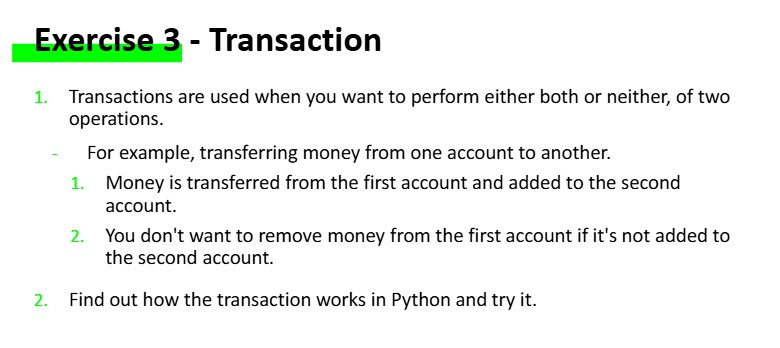 Exercise 3 - Transaction
1. Transactions are used when you want to perform either both or neither, of two
operations.
- For example, transferring money from one account to another.
1. Money is transferred from the first account and added to the second
account.
2. You don't want to remove money from the first account if it's not added to
the second account.
2. Find out how the transaction works in Python and try it.